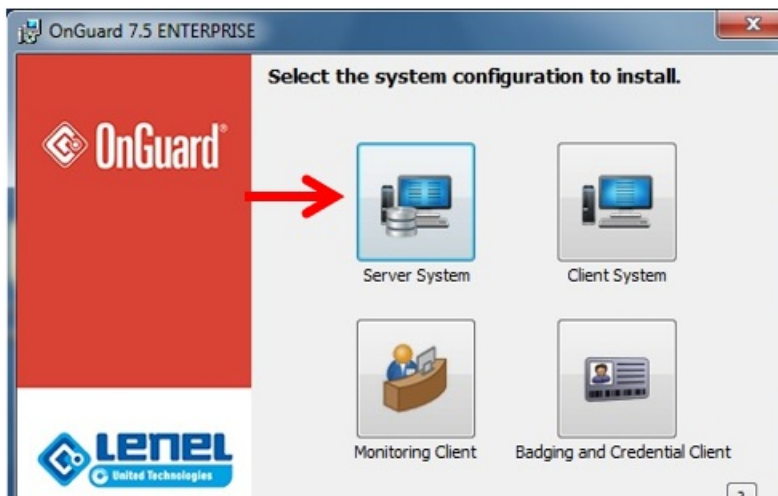 OnGuard 7.5 ENTERPRISE
Select the system configuration to install.
OnGuard®
Server System
Client System
Monitoring Client
Badging and Credential Client
LENEL
United Technologies
?